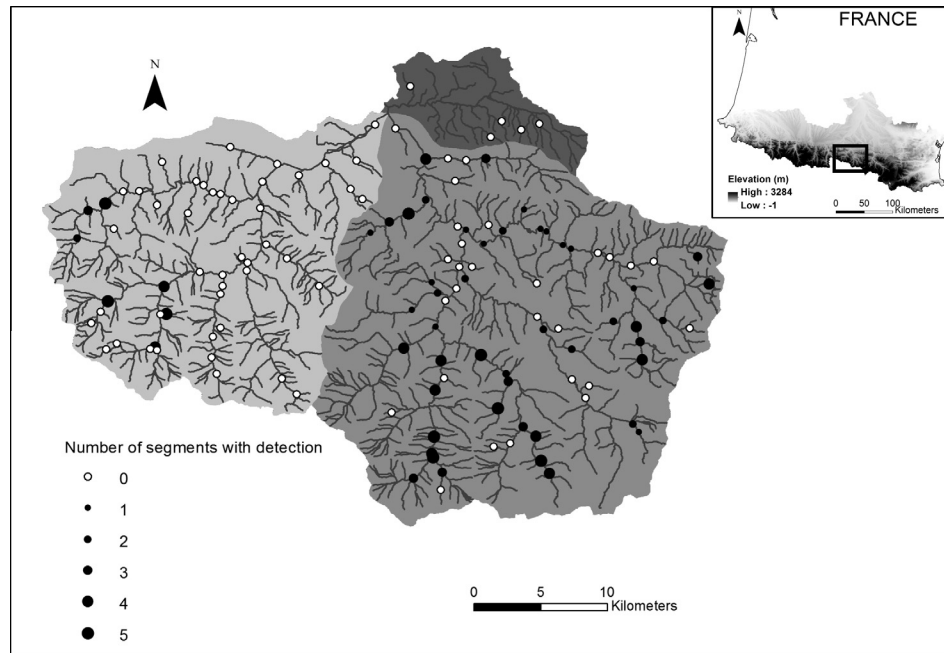 FRANCE
N
N
Elevation (m)
High : 3284
Low : -1
0 50 100
Kilometers
Number of segments with detection
0
1
2
3
4
5
0 5 10
Kilometers